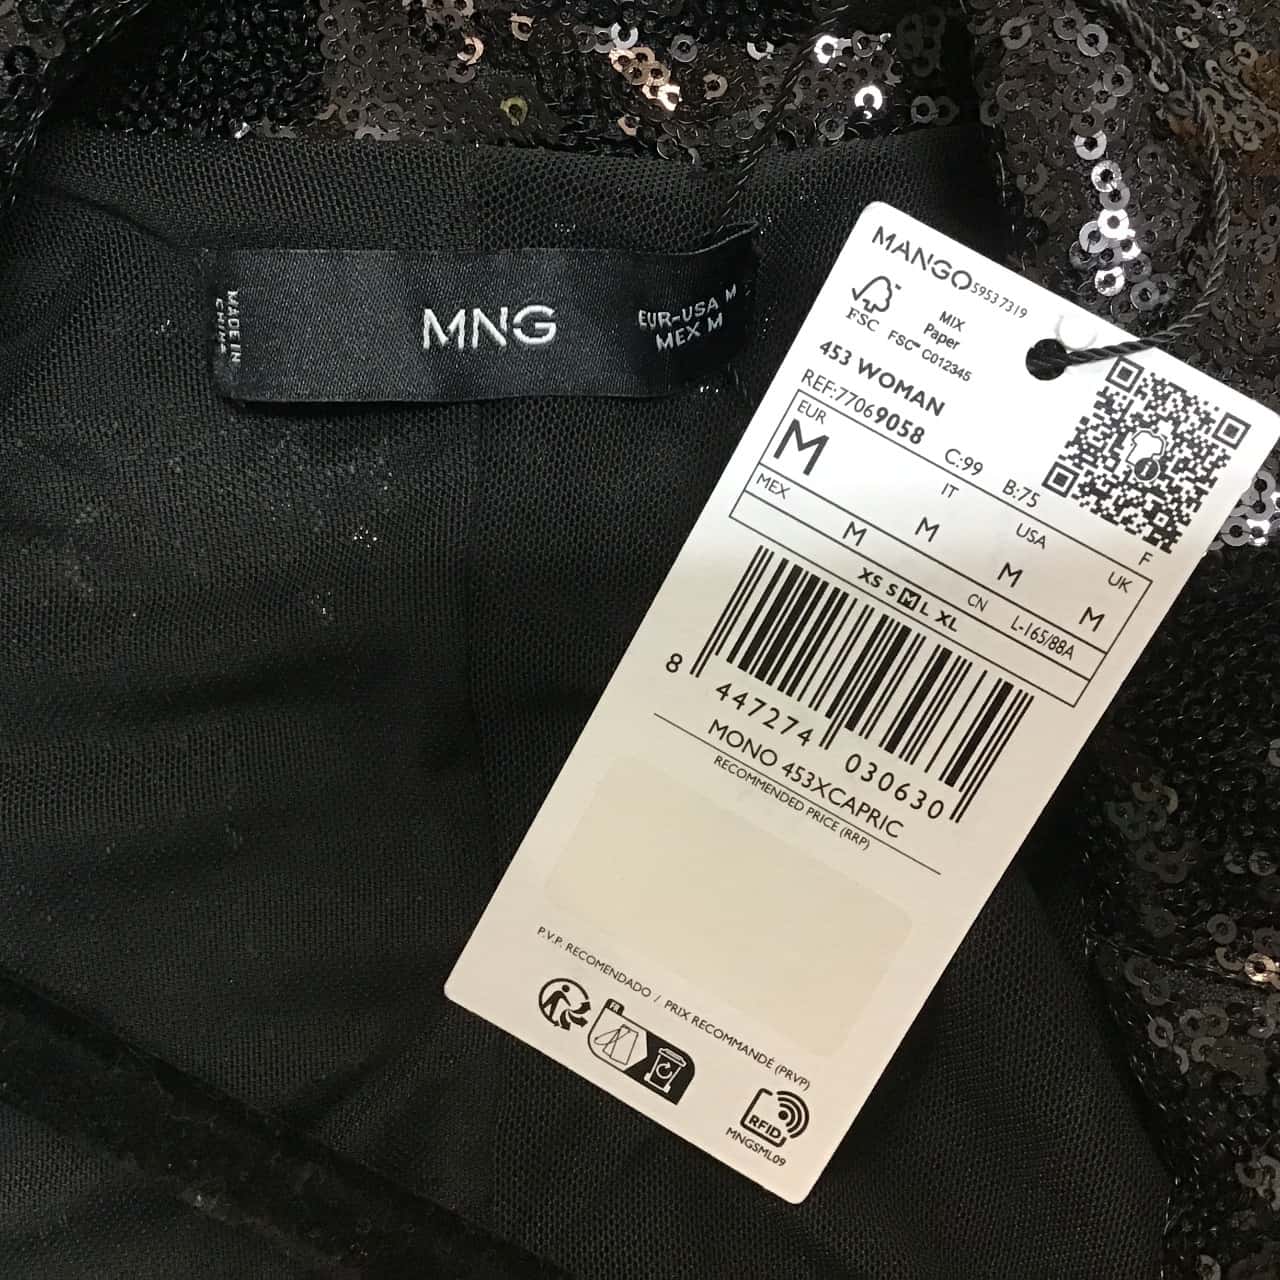 MADE IN
CHINA
MNG
EUR-USA M
MEX M
MANGO 59537319
FSC
MIX
Paper
FSC™ C012345
453 WOMAN
REF:77069058 C:99 B:75
EUR IT USA F UK
M M M M
MEX M CN L-165/88A
XS S M L XL
8 447274 030630
MONO 453XCAPRIC
RECOMMENDED PRICE (RRP)
P.V.P. RECOMENDADO / PRIX RECOMMANDÉ (PRVP)
FR
RFID
MNGSML09